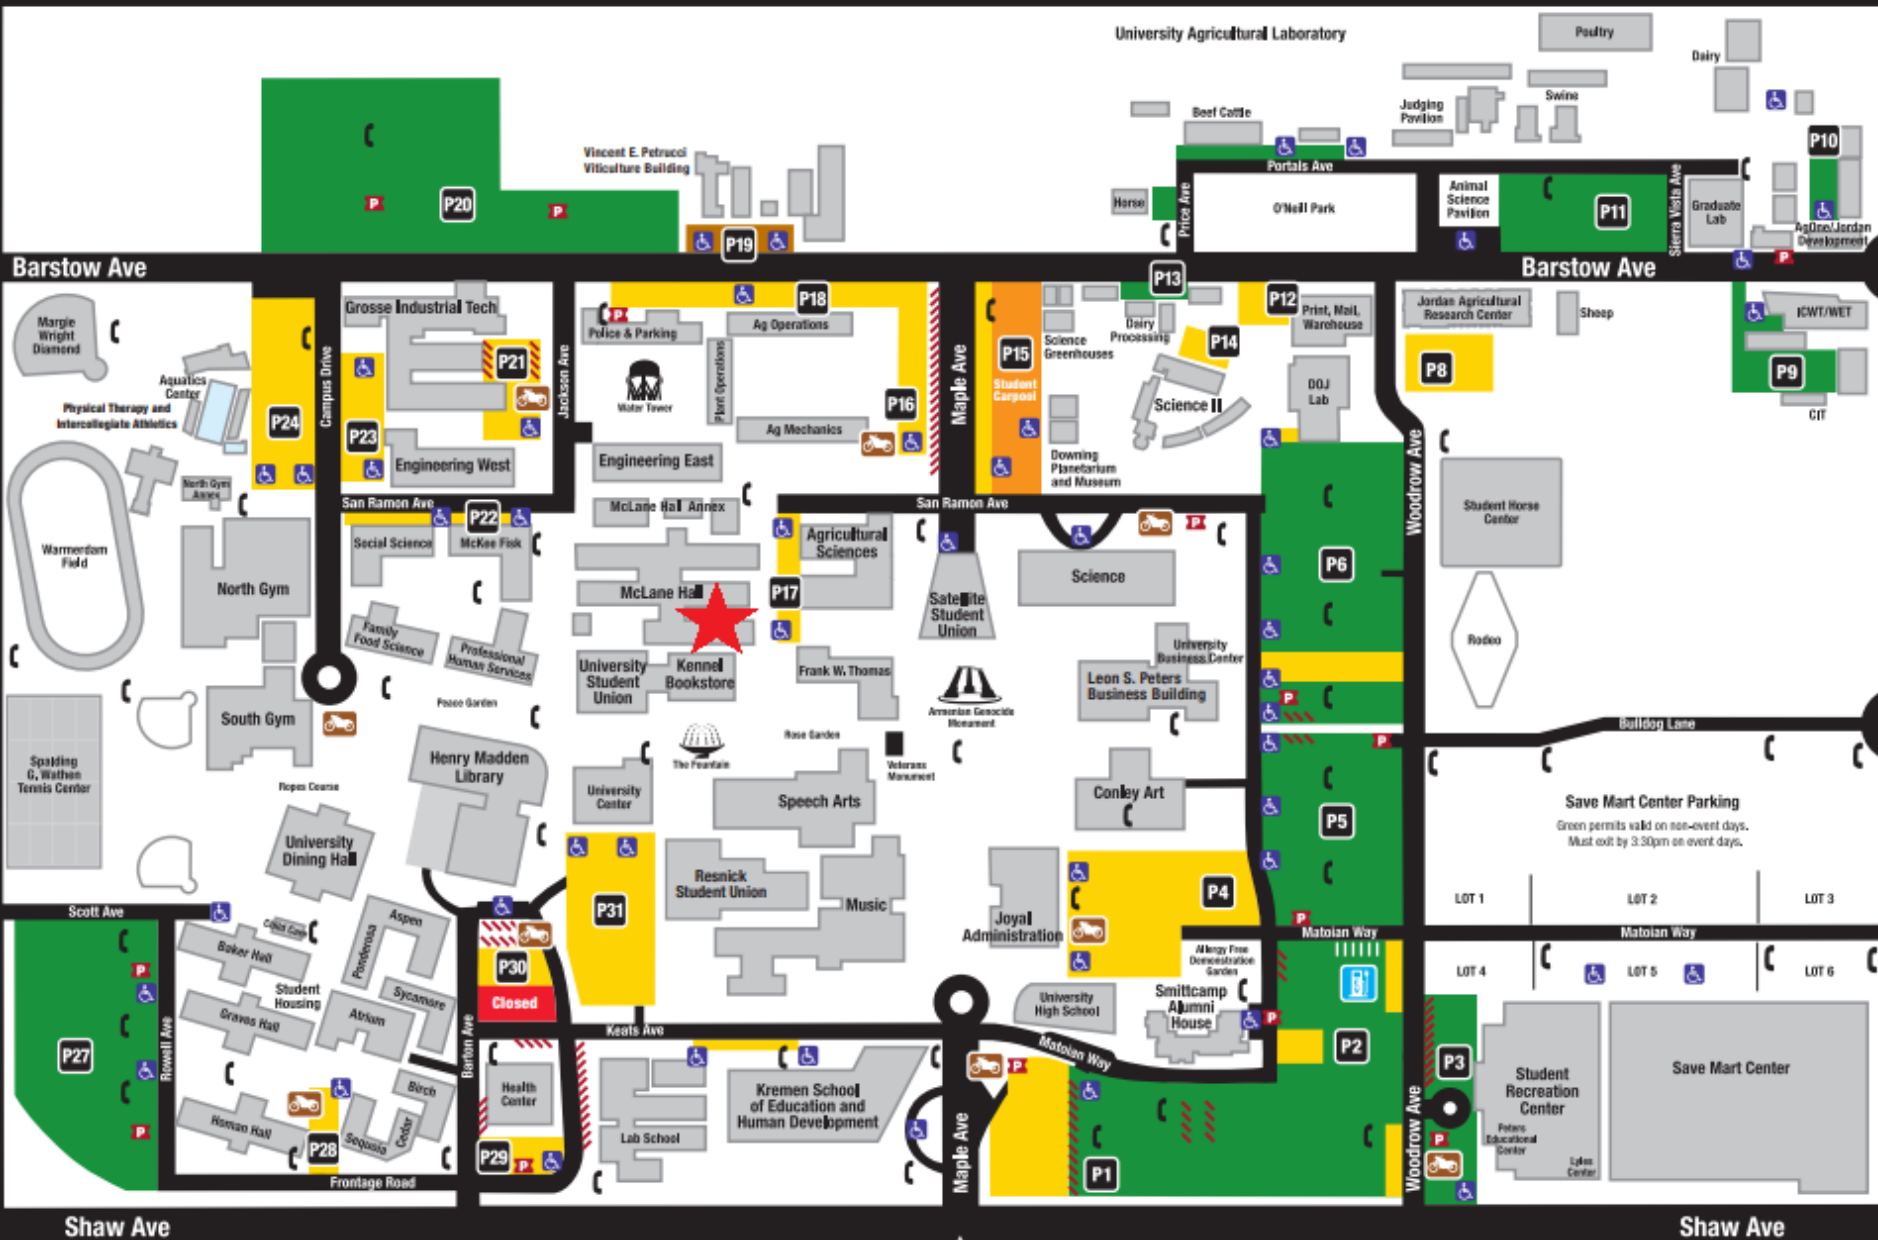 University Agricultural Laboratory
Poultry
Dairy
Judging
Pavilion
Swine
Beef Cattle
P10
Vincent E. Petrucci
Viticulture Building
Portals Ave
P
P20
P
Horse
Price Ave
O'Neill Park
Animal
Science
Pavilion
P11
Sierra Vista Ave
Graduate
Lab
AgOne/Jordan
Development
P19
P
Barstow Ave
Barstow Ave
P13
Margie
Wright
Diamond
Grosse Industrial Tech
P
Police & Parking
P18
Ag Operations
P12
Print, Mail,
Warehouse
Jordan Agricultural
Research Center
Sheep
ICWT/WET
Dairy
Processing
Science
Greenhouses
P14
P15
Student
Carpool
P21
Campus Drive
Jackson Ave
Plant Operations
Maple Ave
P8
P9
CIT
Aquatics
Center
Physical Therapy and
Intercollegiate Athletics
P24
P23
Water Tower
P16
Ag Mechanics
Science II
DOJ
Lab
Engineering West
Engineering East
Downing
Planetarium
and Museum
Woodrow Ave
North Gym
Annex
San Ramon Ave
McLane Hall Annex
San Ramon Ave
Student Horse
Center
P22
P
Social Science
McKee Fisk
Agricultural
Sciences
Warmerdam
Field
North Gym
McLane Hall
P17
Science
P6
Satellite
Student
Union
Family
Food Science
Professional
Human Services
University
Business Center
Rodeo
University
Student
Union
Kennel
Bookstore
Frank W. Thomas
Leon S. Peters
Business Building
P
Peace Garden
Armenian Genocide
Monument
South Gym
Rose Garden
Bulldog Lane
P
Spalding
G. Wathen
Tennis Center
Henry Madden
Library
The Fountain
Veterans
Monument
Ropes Course
University
Center
Speech Arts
Conley Art
Save Mart Center Parking
Green permits valid on non-event days.
Must exit by 3:30pm on event days.
P5
University
Dining Hall
Resnick
Student Union
Music
P4
LOT 1
LOT 2
LOT 3
Scott Ave
P31
Joyal
Administration
P
Matoian Way
Matoian Way
Child Care
Aspen
Ponderosa
Baker Hall
P30
Closed
Allergy Free
Demonstration
Garden
LOT 4
LOT 5
LOT 6
P
Student
Housing
Sycamore
Graves Hall
Atrium
University
High School
Smittcamp
Alumni
House
P
P27
Rowell Ave
Barton Ave
Keats Ave
Matoian Way
P2
P3
P
Birch
Health
Center
Kremen School
of Education and
Human Development
Student
Recreation
Center
Save Mart Center
Homan Hall
P28
Sequoia
Cedar
P
Lab School
P29
P
Maple Ave
P1
Woodrow Ave
P
Peters
Educational
Center
Lyles
Center
Frontage Road
Shaw Ave
Shaw Ave